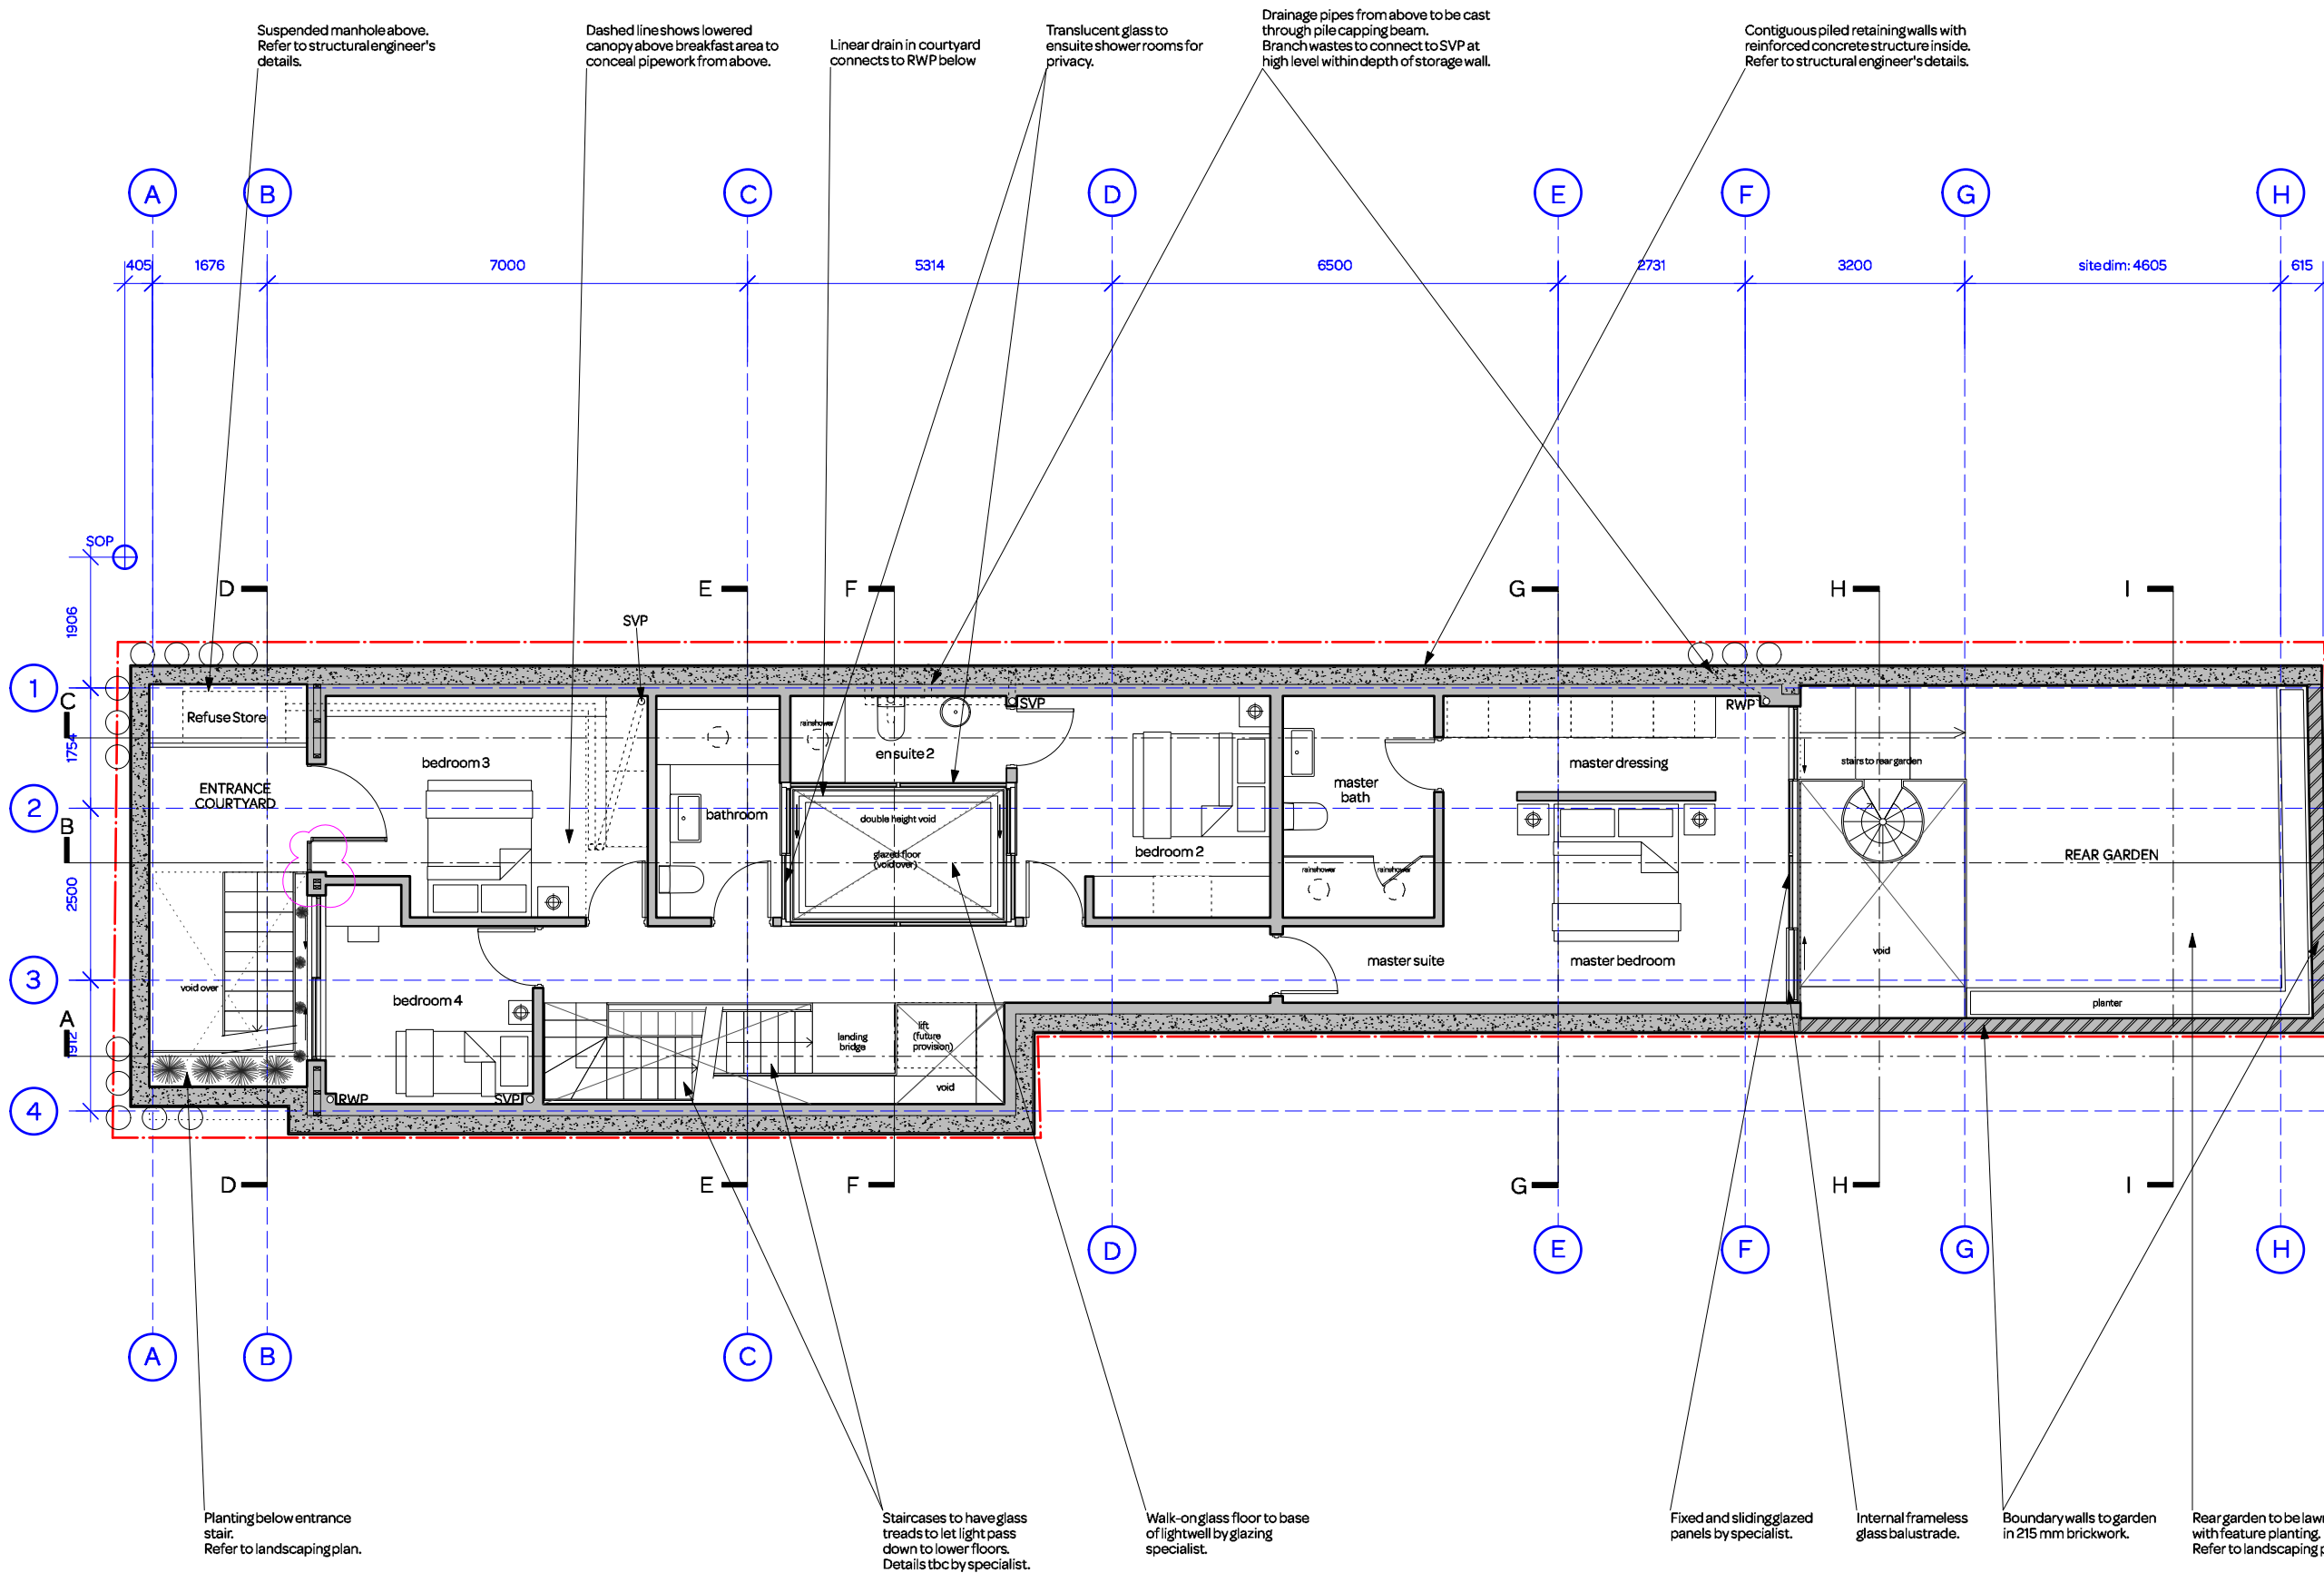 Suspended manhole above.
Refer to structural engineer's
details.
Dashed line shows lowered
canopy above breakfast area to
conceal pipework from above.
Linear drain in courtyard
connects to RWP below
Translucent glass to
ensuite shower rooms for
privacy.
Drainage pipes from above to be cast
through pile capping beam.
Branch wastes to connect to SVP at
high level within depth of storage wall.
Contiguous piled retaining walls with
reinforced concrete structure inside.
Refer to structural engineer's details.
A
B
C
D
E
F
G
H
405
1676
7000
5314
6500
2731
3200
site dim: 4605
615
SOP
1906
1754
2500
1912
D
E
F
G
H
I
SVP
1
2
3
4
C
B
A
Refuse Store
ENTRANCE
COURTYARD
void over
bedroom 3
bedroom 4
RWP
SVP
bathroom
rainshower
en suite 2
SVP
double height void
glazed floor
(void over)
bedroom 2
landing
bridge
lift
(future
provision)
void
master
bath
rainshower
rainshower
master suite
master dressing
master bedroom
RWP
stairs to rear garden
void
REAR GARDEN
planter
D
E
F
G
H
I
D
E
F
G
H
A
B
C
Planting below entrance
stair.
Refer to landscaping plan.
Staircases to have glass
treads to let light pass
down to lower floors.
Details tbc by specialist.
Walk-on glass floor to base
of lightwell by glazing
specialist.
Fixed and sliding glazed
panels by specialist.
Internal frameless
glass balustrade.
Boundary walls to garden
in 215 mm brickwork.
Rear garden to be law
with feature planting.
Refer to landscaping p